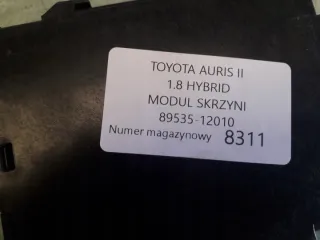 TOYOTA AURIS II
1.8 HYBRID
MODUL SKRZYNI
89535-12010
Numer magazynowy 8311